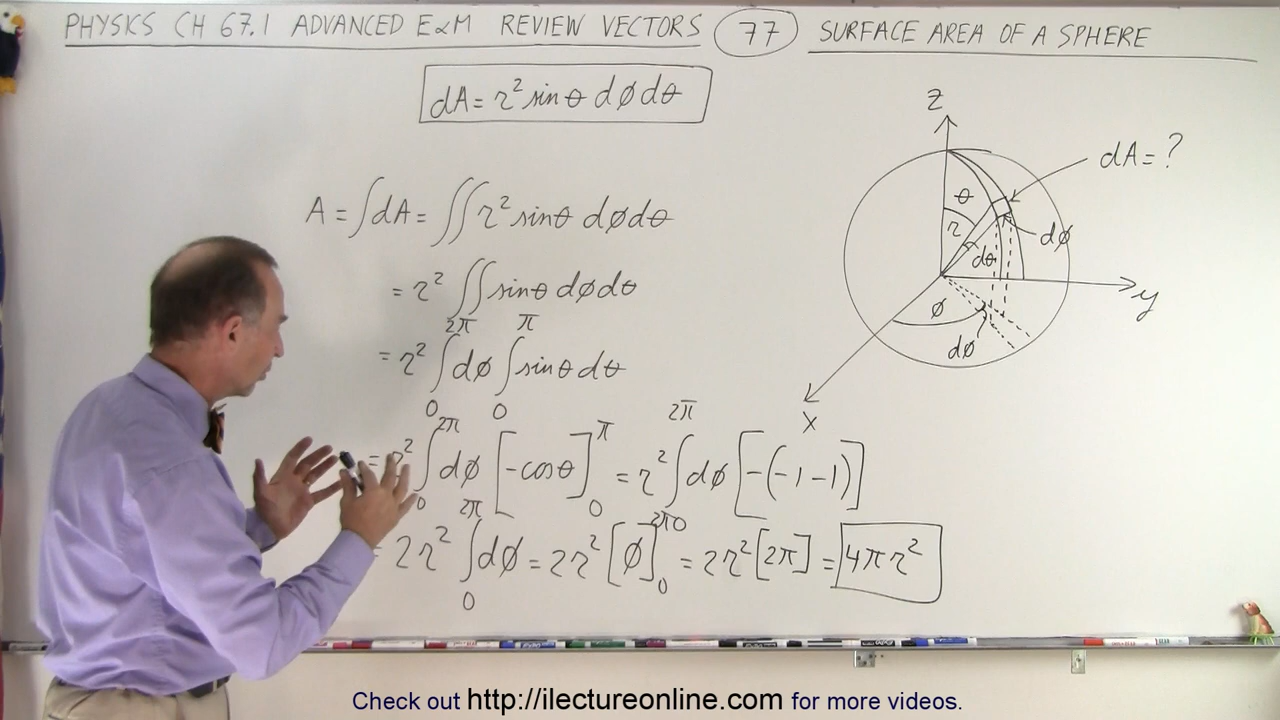 PHYSICS CH 67.1 ADVANCED E&M REVIEW VECTORS 77 SURFACE AREA OF A SPHERE
dA = r² sin θ dϕ dθ
A = ∫dA = ∬ r² sinθ dϕ dθ
= r² ∬ sinθ dϕ dθ
= r² ∫₀^2π dϕ ∫₀^π sinθ dθ
= r² ∫₀^2π dϕ [-cosθ]₀^π = r² ∫₀^2π dϕ [-(-1-1)]
= 2r² ∫₀^2π dϕ = 2r² [ϕ]₀^2π = 2r² [2π] = 4πr²
z
dA = ?
θ
r
dϕ
dθ
y
ϕ
dϕ
x
Check out http://ilectureonline.com for more videos.